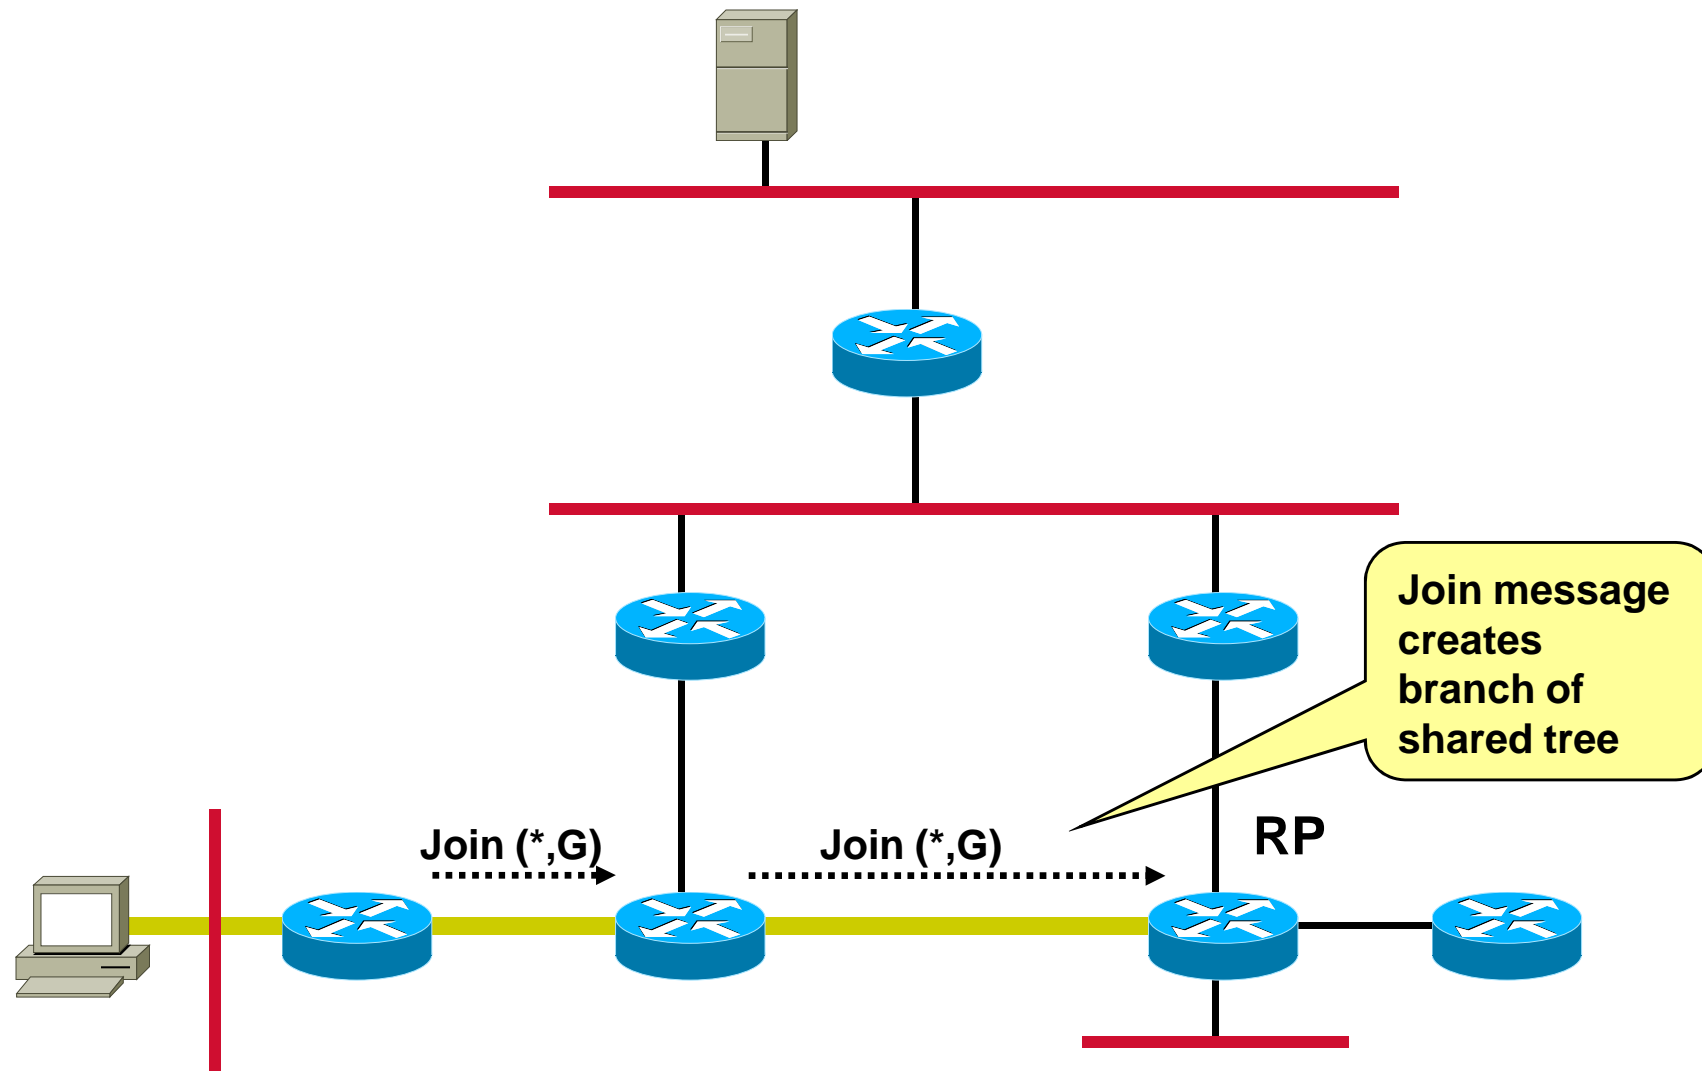 Join message
creates
branch of
shared tree
RP
Join (*,G)
Join (*,G)